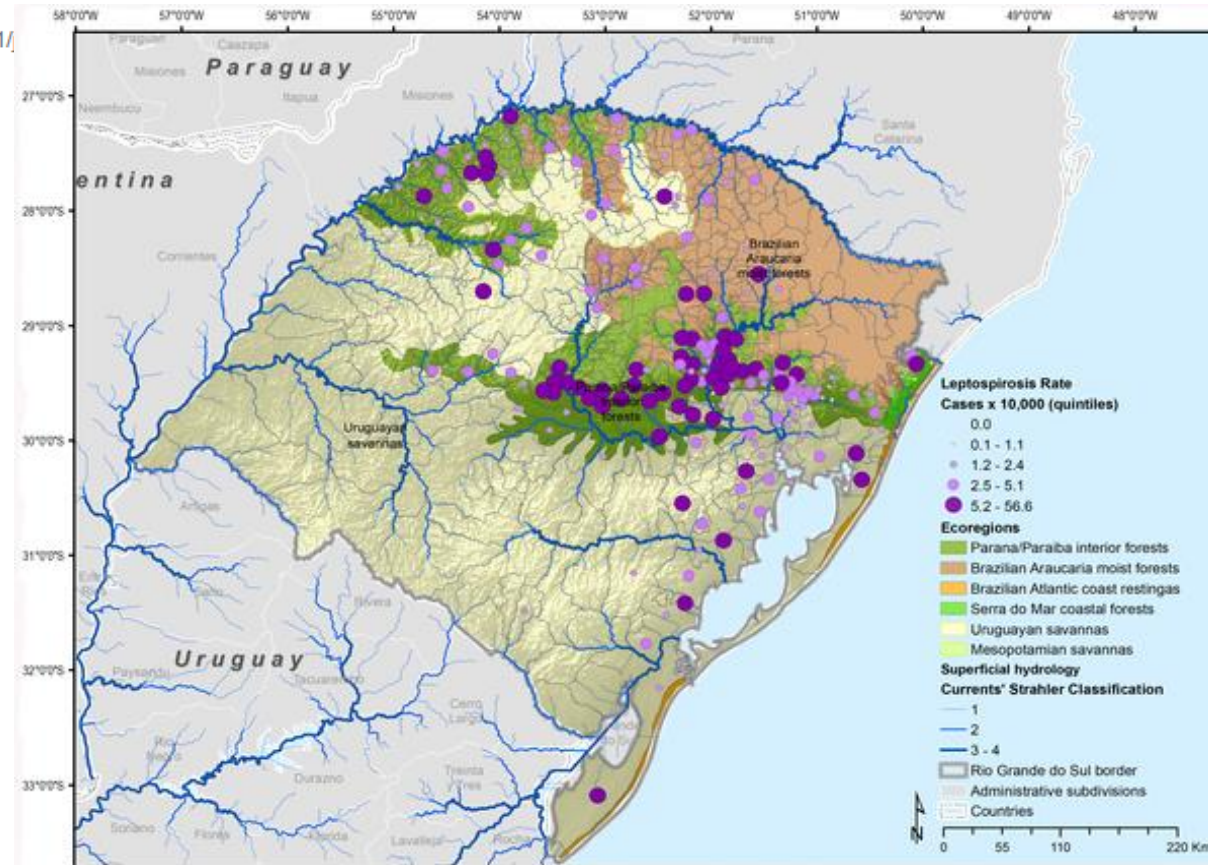 58°0'0"S 57°0'0"W 56°0'0"W 55°0'0"W 54°0'0"W 53°0'0"W 52°0'0"W 51°0'0"W 50°0'0"W 49°0'0"W 48°0'0"W
Paraguari
Caazapa
Parana
Misiones
Paraguay
Itapua
Misiones
27°0'0"S
Neembucu
Santa
Catarina
entina
28°0'0"S
Corrientes
Brazilian
Araucaria
moist forests
29°0'0"S
Leptospirosis Rate
Cases x 10,000 (quintiles)
0.0
0.1 - 1.1
1.2 - 2.4
2.5 - 5.1
5.2 - 56.6
interior
forests
Uruguayan
savannas
30°0'0"S
Artigas
Ecoregions
Parana/Paraiba interior forests
Brazilian Araucaria moist forests
Brazilian Atlantic coast restingas
Serra do Mar coastal forests
Uruguayan savannas
Mesopotamian savannas
31°0'0"S
Salto
Rivera
Uruguay
32°0'0"S
Paysandu
Tacuarembo
Superficial hydrology
Currents' Strahler Classification
1
2
3 - 4
Rio Grande do Sul border
Administrative subdivisions
Countries
Cerro
Largo
Rio
Negro
Durazno
Treinta
y Tres
33°0'0"S
Soriano
Flores
Florida
Lavalleja
Rocha
N
0 55 110 220 Km